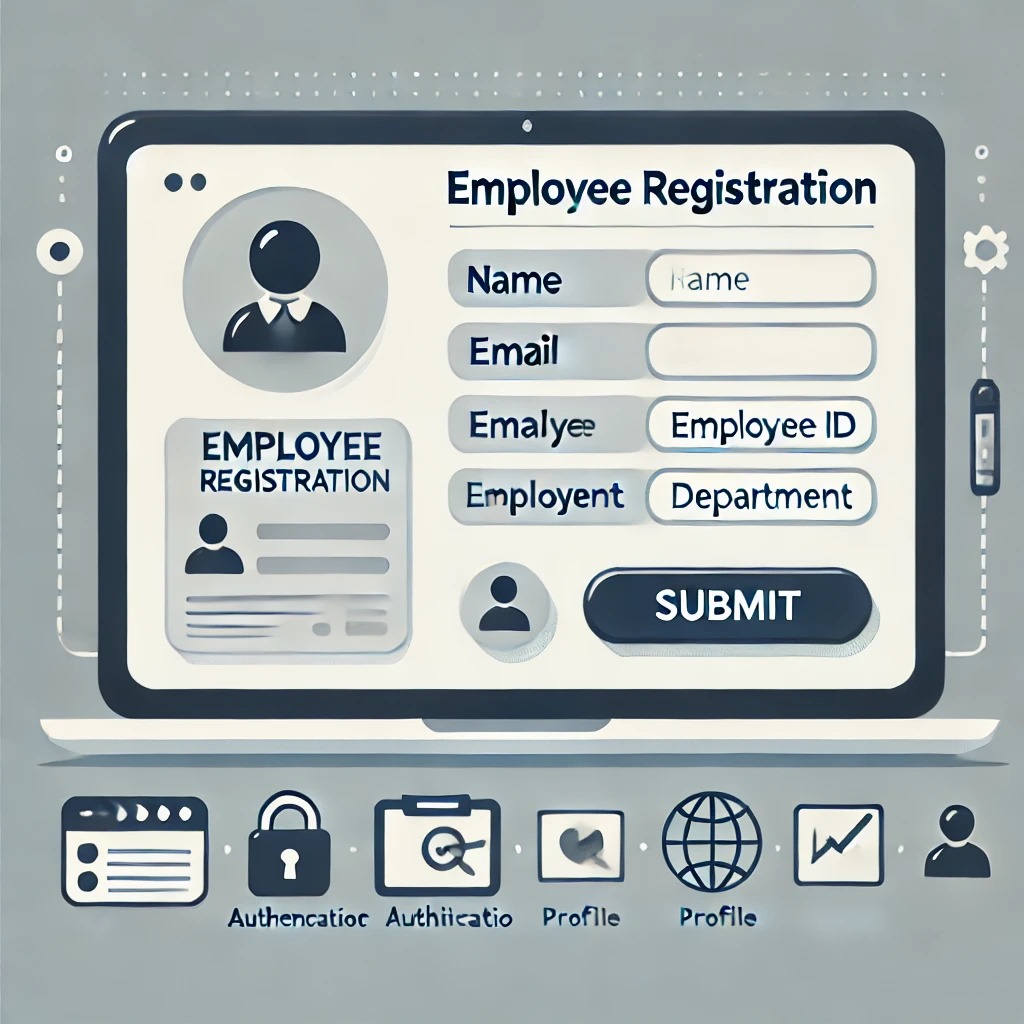 Employee Registration
Name Name
Email
Emalyee Employee ID
Employent Department
EMPLOYEE
REGISTRATION
SUBMIT
Authencatioc Authiicatio Profile Profile